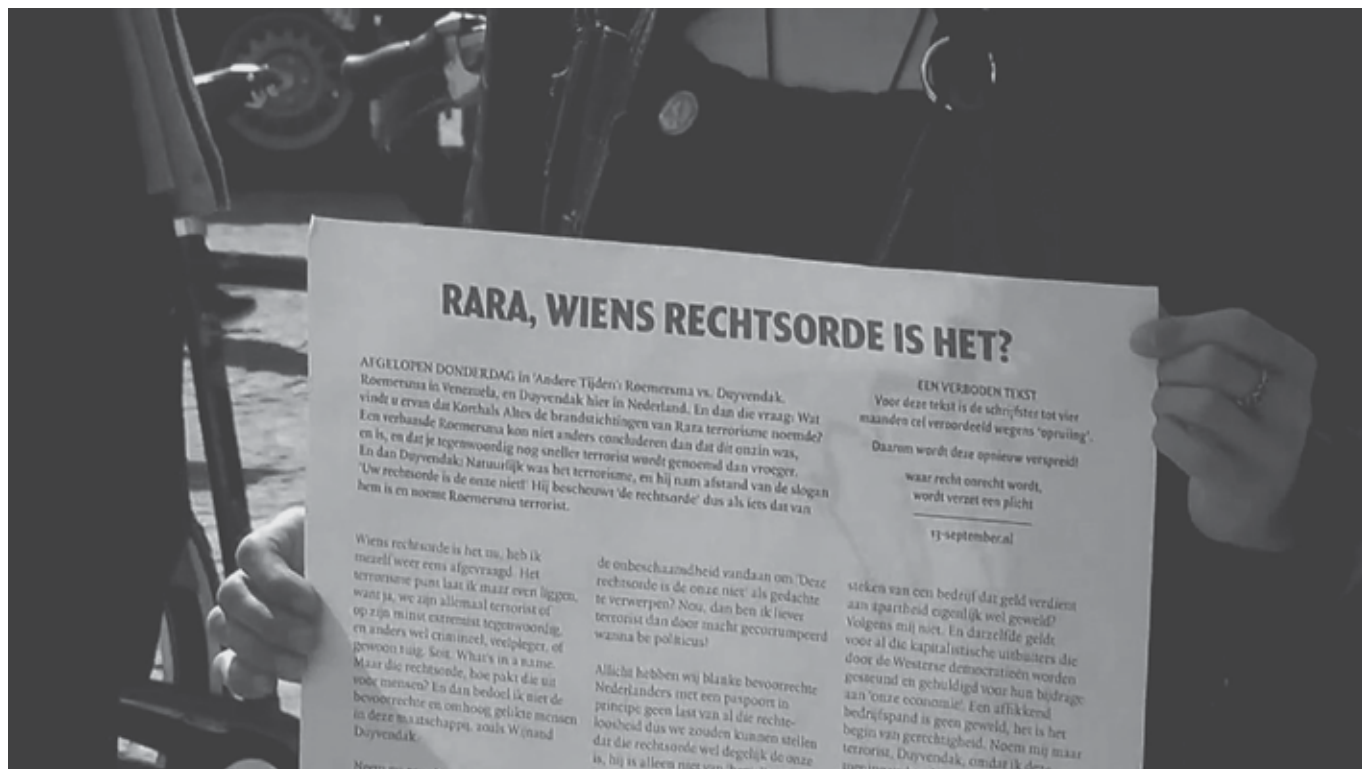 RARA, WIENS RECHTSORDE IS HET?
AFGELOPEN DONDERDAG in 'Andere Tijden': Roemersma vs. Duyvendak.
Roemersma in Venezuela, en Duyvendak hier in Nederland. En dan die vraag: Wat
vindt u ervan dat Korthals Altes de brandstichtingen van Rara terrorisme noemde?
Een verbaasde Roemersma kon niet anders concluderen dan dat dit onzin was,
en is, en dat je tegenwoordig nog sneller terrorist wordt genoemd dan vroeger.
En dan Duyvendak: Natuurlijk was het terrorisme, en hij nam afstand van de slogan
'Uw rechtsorde is de onze niet!' Hij beschouwt 'de rechtsorde' dus als iets dat van
hem is en noemt Roemersma terrorist.
EEN VERBODEN TEKST
Voor deze tekst is de schrijfster tot vier
maanden cel veroordeeld wegens 'opruiing'.
Daarom wordt deze opnieuw verspreid!
waar recht onrecht wordt,
wordt verzet een plicht
13-september.nl
Wiens rechtsorde is het nu, heb ik
mezelf weer eens afgevraagd. Het
terrorisme punt laat ik maar even liggen,
want ja, we zijn allemaal terrorist of
op zijn minst extremist tegenwoordig,
en anders wel crimineel, veelpleger, of
gewoon tuig. Soit. What's in a name.
Maar die rechtsorde, hoe pakt die uit
voor mensen? En dan bedoel ik niet de
bevoorrechte en omhoog gelikte mensen
in deze maatschappij, zoals Wijnand
Duyvendak.
de onbeschaamdheid vandaan om 'Deze
rechtsorde is de onze niet' als gedachte
te verwerpen? Nou, dan ben ik liever
terrorist dan door macht gecorrumpeerd
wanna be politicus!
Allicht hebben wij blanke bevoorrechte
Nederlanders met een paspoort in
principe geen last van al die rechte-
loosheid dus we zouden kunnen stellen
dat die rechtsorde wel degelijk de onze
is, hij is alleen niet van
steken van een bedrijf dat geld verdient
aan apartheid eigenlijk wel geweld?
Volgens mij niet. En datzelfde geldt
voor al die kapitalistische uitbuiters die
door de Westerse democratieën worden
gesteund en gehuldigd voor hun bijdrage
aan 'onze economie'. Een affikkend
bedrijfspand is geen geweld, het is het
begin van gerechtigheid. Noem mij maar
terrorist, Duyvendak, omdat ik deze